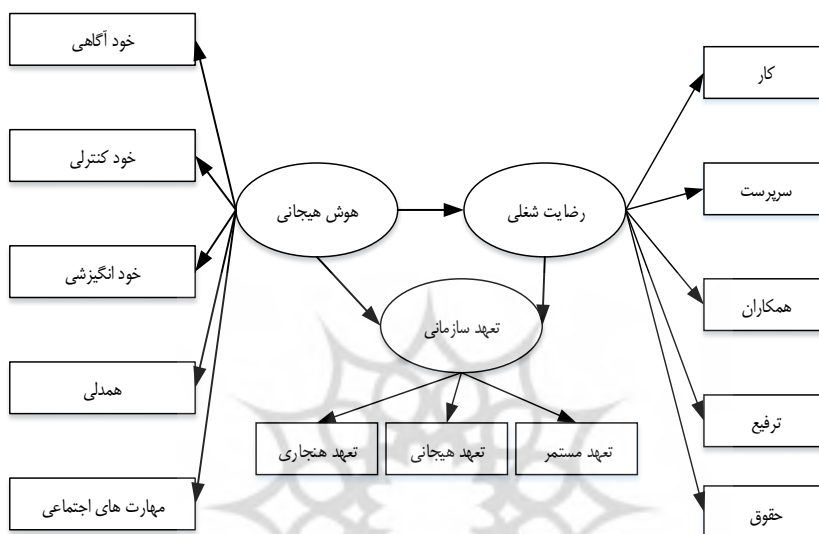 خود آگاهی
کار
خود کنترلی
سرپرست
هوش هیجانی
رضایت شغلی
خود انگیزشی
همکاران
تعهد سازمانی
همدلی
ترفیع
تعهد هنجاری
تعهد هیجانی
تعهد مستمر
مهارت های اجتماعی
حقوق